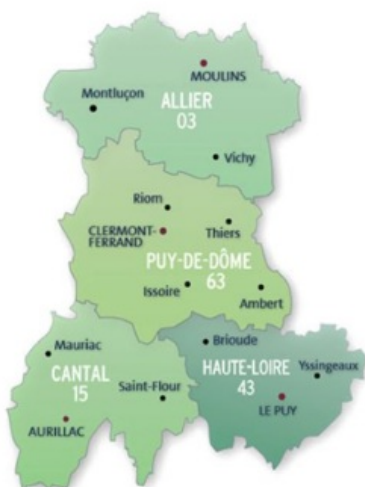 MOULINS
Montluçon
ALLIER
03
Vichy
Riom
CLERMONT-
FERRAND
Thiers
PUY-DE-DÔME
63
Issoire
Ambert
Mauriac
CANTAL
15
Saint-Flour
AURILLAC
Brioude
HAUTE-LOIRE
43
Yssingeaux
LE PUY